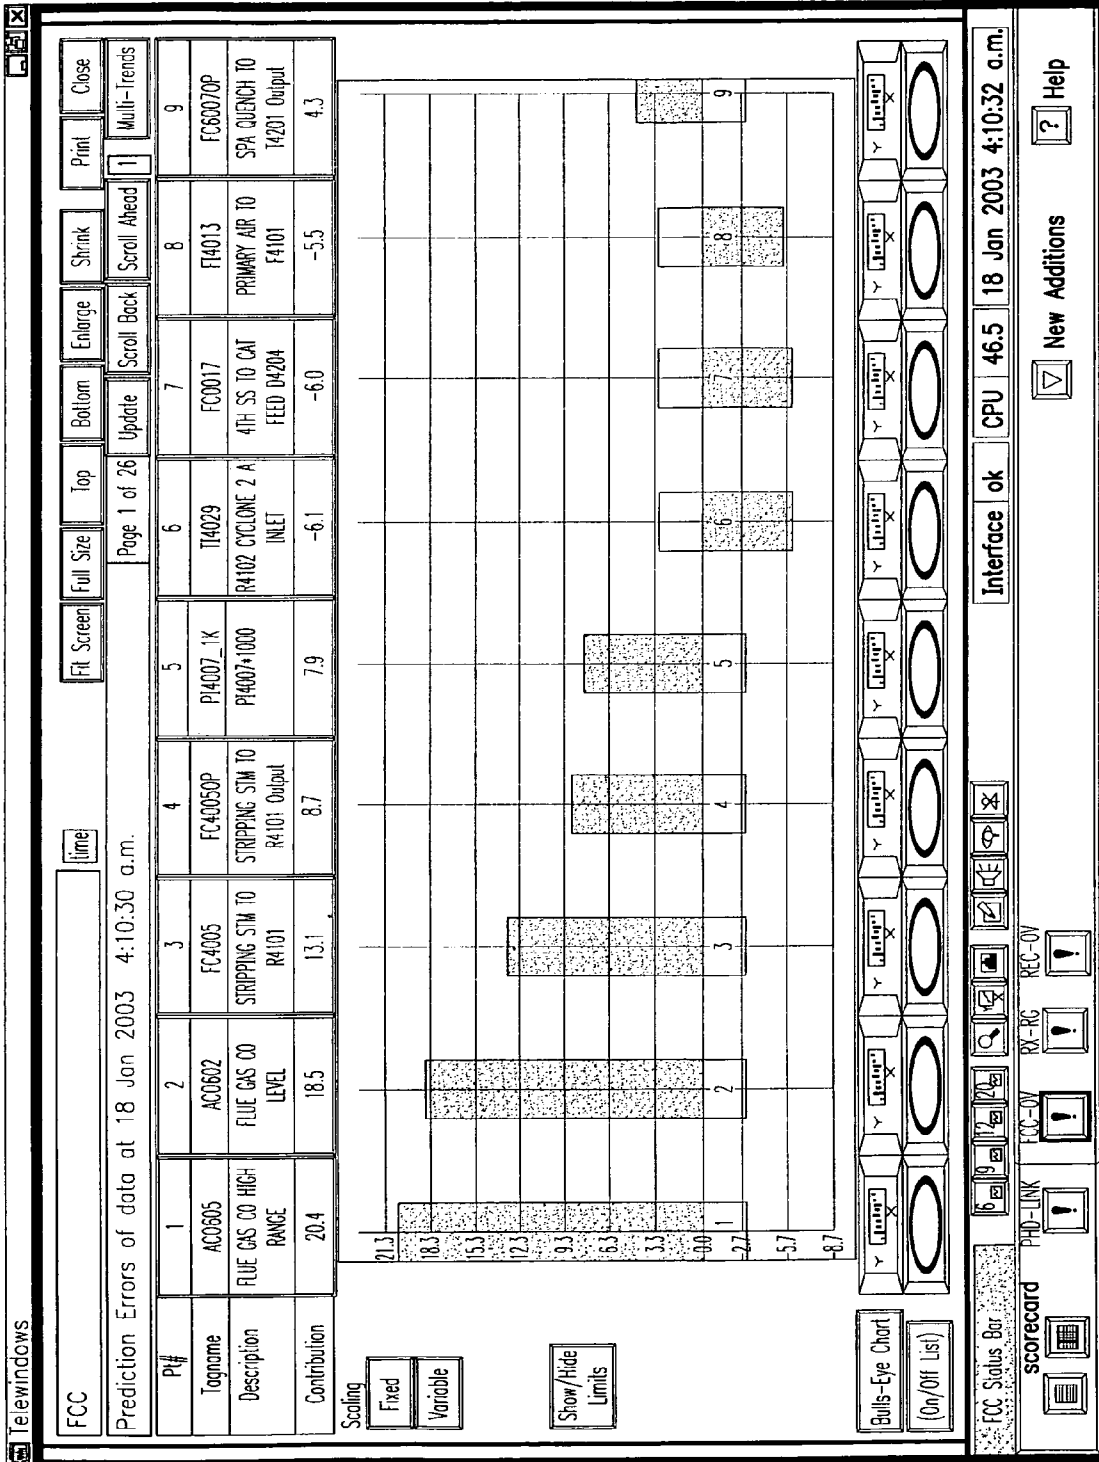 Telewindows
FCC
time
Fit Screen Full Size Top Bottom Enlarge Shrink Print Close
Prediction Errors of data at 18 Jan 2003 4:10:30 a.m.
Page 1 of 26 Update Scroll Back Scroll Ahead 1 Multi-Trends
Pt# 1 2 3 4 5 6 7 8 9
Tagname AC0605 AC0602 FC4005 FC4005OP PI4007_1K TI4029 FC0017 FI4013 FC6007OP
Description FLUE GAS CO HIGH RANGE FLUE GAS CO LEVEL STRIPPING STM TO R4101 STRIPPING STM TO R4101 Output PI4007*1000 R4102 CYCLONE 2 A INLET 4TH SS TO CAT FEED D4204 PRIMARY AIR TO F4101 SPA QUENCH TO T4201 Output
Contribution 20.4 18.5 13.1 8.7 7.9 -6.1 -6.0 -5.5 4.3
Scaling
Fixed
Variable
Show/Hide
Limits
21.3
18.3
15.3
12.3
9.3
6.3
3.3
0.0
-2.7
-5.7
-8.7
1 2 3 4 5 6 7 8 9
Bulls-Eye Chart
(On/Off List)
FCC Status Bar
6 9 12 20
Interface ok CPU 46.5 18 Jan 2003 4:10:32 a.m.
scorecard
PHD-LINK FCC-OV RX-RG REC-OV
! ! ! !
New Additions
? Help